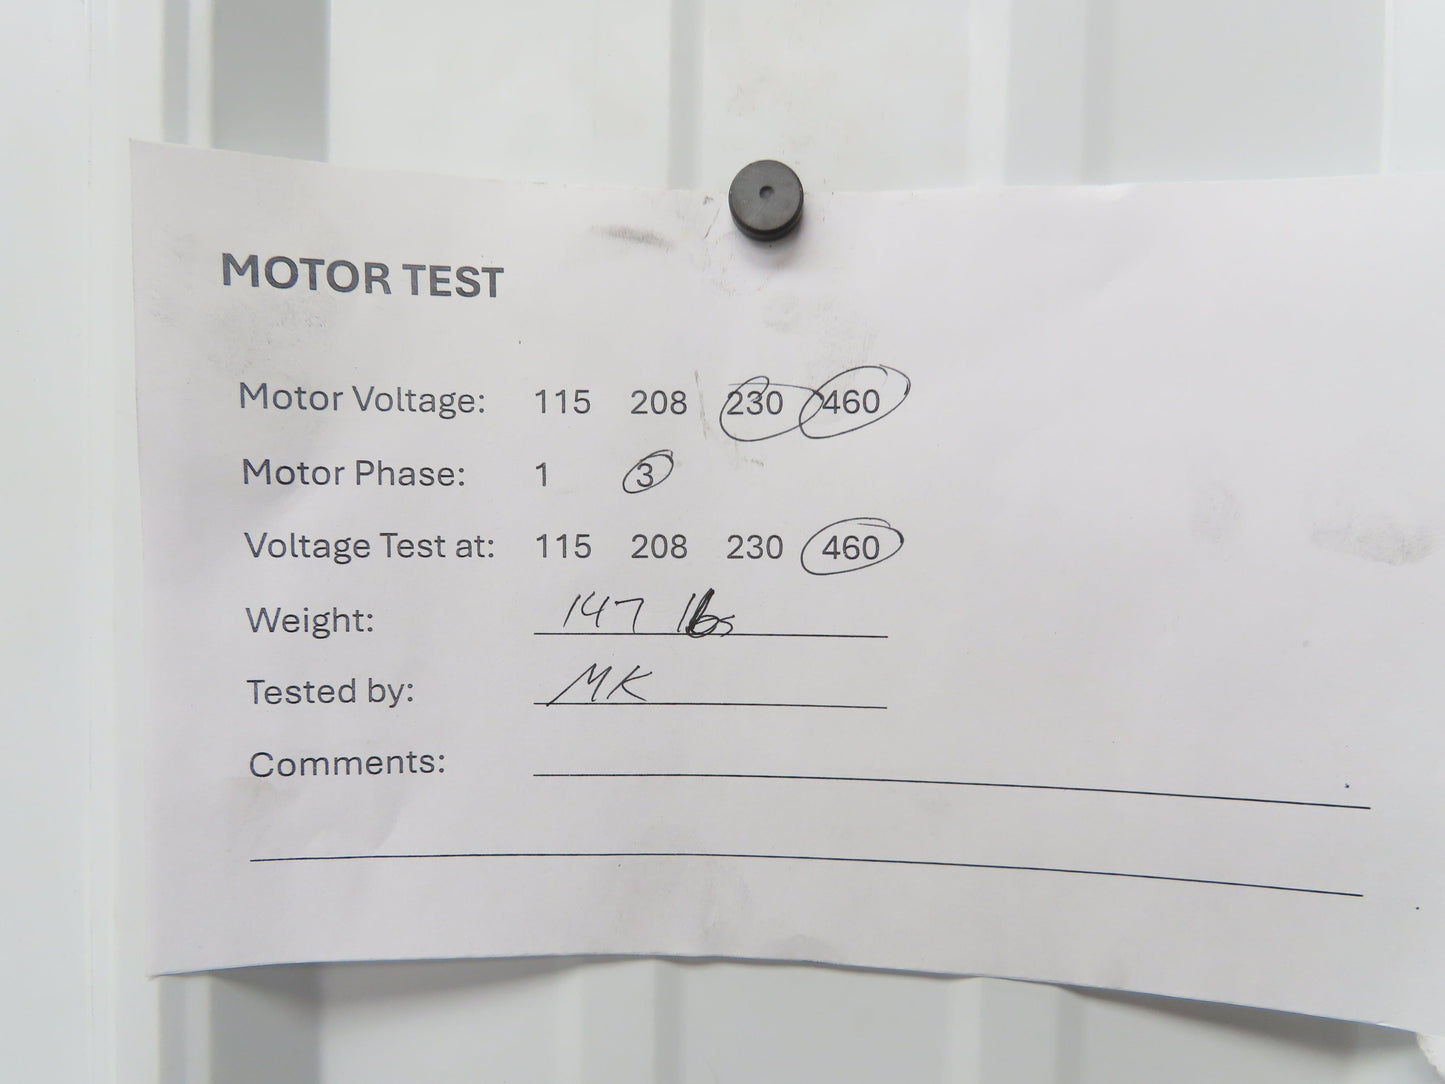 MOTOR TEST
Motor Voltage: 115 208 230 460
Motor Phase: 1 3
Voltage Test at: 115 208 230 460
Weight: 147 lbs
Tested by: MK
Comments: